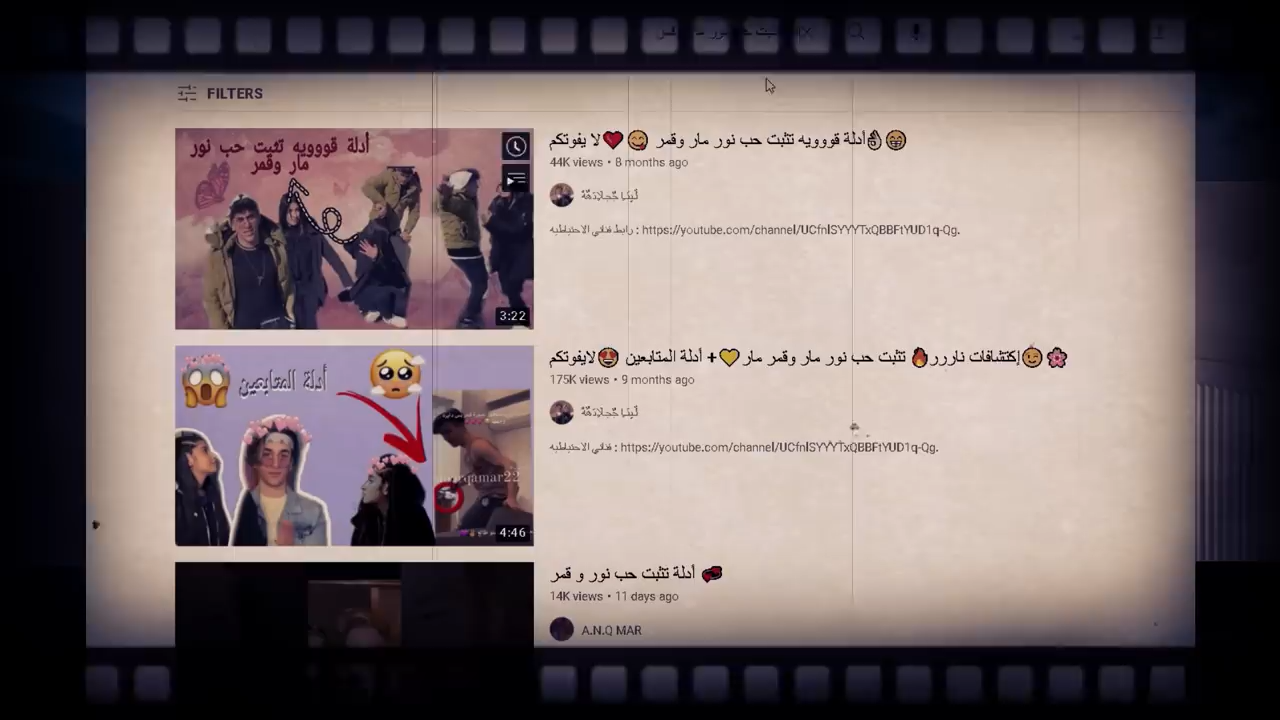 FILTERS
أدلة قووويه تثبت حب نور
مار وقمر
3:22
😁👌أدلة قووويه تثبت حب نور مار وقمر 😋❤️لا يفوتكم
44K views • 8 months ago
رابط قناتي الاحتياطيه : https://youtube.com/channel/UCfnlSYYYTxQBBFtYUD1q-Qg.
أدلة المتابعين
qamar22
4:46
🌸😉إكتشافات نارررر🔥 تثبت حب نور مار وقمر مار💛+ أدلة المتابعين 😍لايفوتكم
175K views • 9 months ago
قناتي الاحتياطيه : https://youtube.com/channel/UCfnlSYYYTxQBBFtYUD1q-Qg.
أدلة تثبت حب نور و قمر 💞
14K views • 11 days ago
A.N.Q MAR